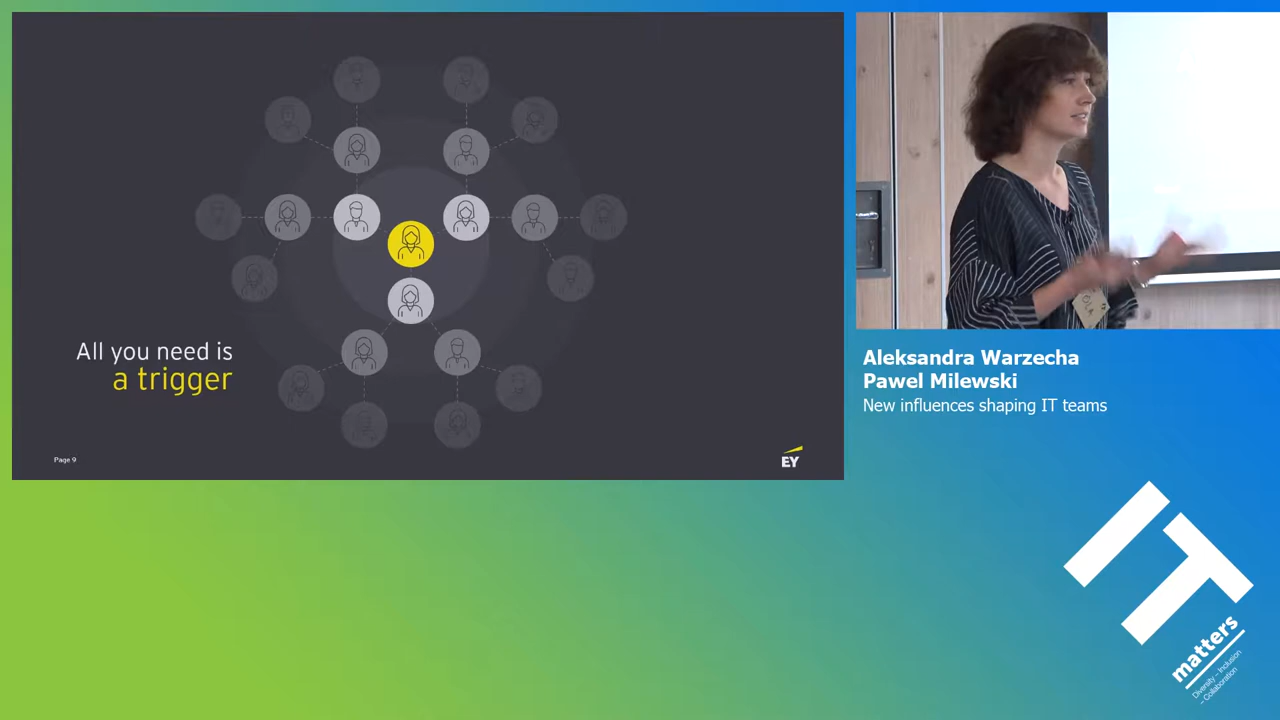 All you need is
a trigger
Page 9
EY
Aleksandra Warzecha
Pawel Milewski
New influences shaping IT teams
IT
matters
Diversity – Inclusion
– Collaboration